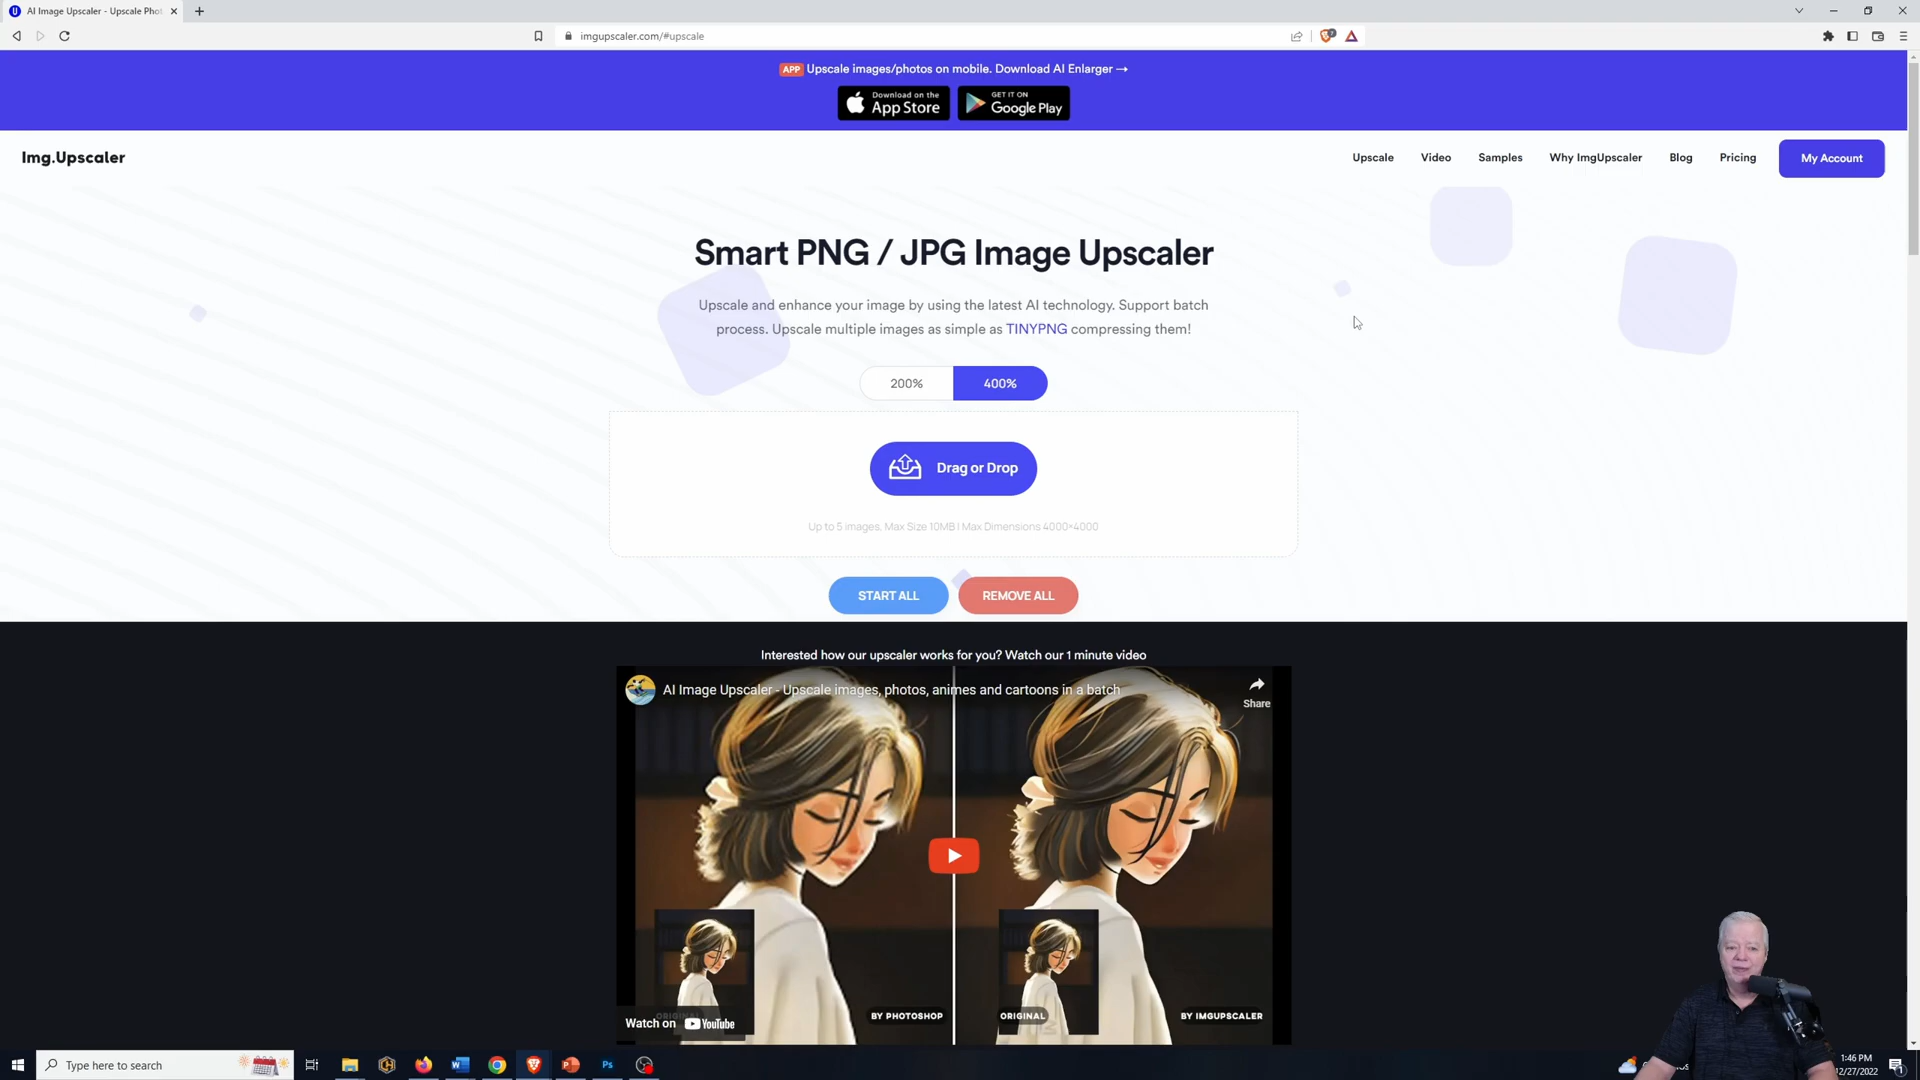 AI Image Upscaler - Upscale Phot
imgupscaler.com/#upscale
APP Upscale images/photos on mobile. Download AI Enlarger →
Download on the
App Store
GET IT ON
Google Play
Img.Upscaler
Upscale Video Samples Why ImgUpscaler Blog Pricing My Account
Smart PNG / JPG Image Upscaler
Upscale and enhance your image by using the latest AI technology. Support batch
process. Upscale multiple images as simple as TINYPNG compressing them!
200% 400%
Drag or Drop
Up to 5 images, Max Size 10MB | Max Dimensions 4000*4000
START ALL REMOVE ALL
Interested how our upscaler works for you? Watch our 1 minute video
AI Image Upscaler - Upscale images, photos, animes and cartoons in a batch
Share
ORIGINAL BY PHOTOSHOP ORIGINAL BY IMGUPSCALER
Watch on YouTube
Type here to search
1:46 PM
12/27/2022